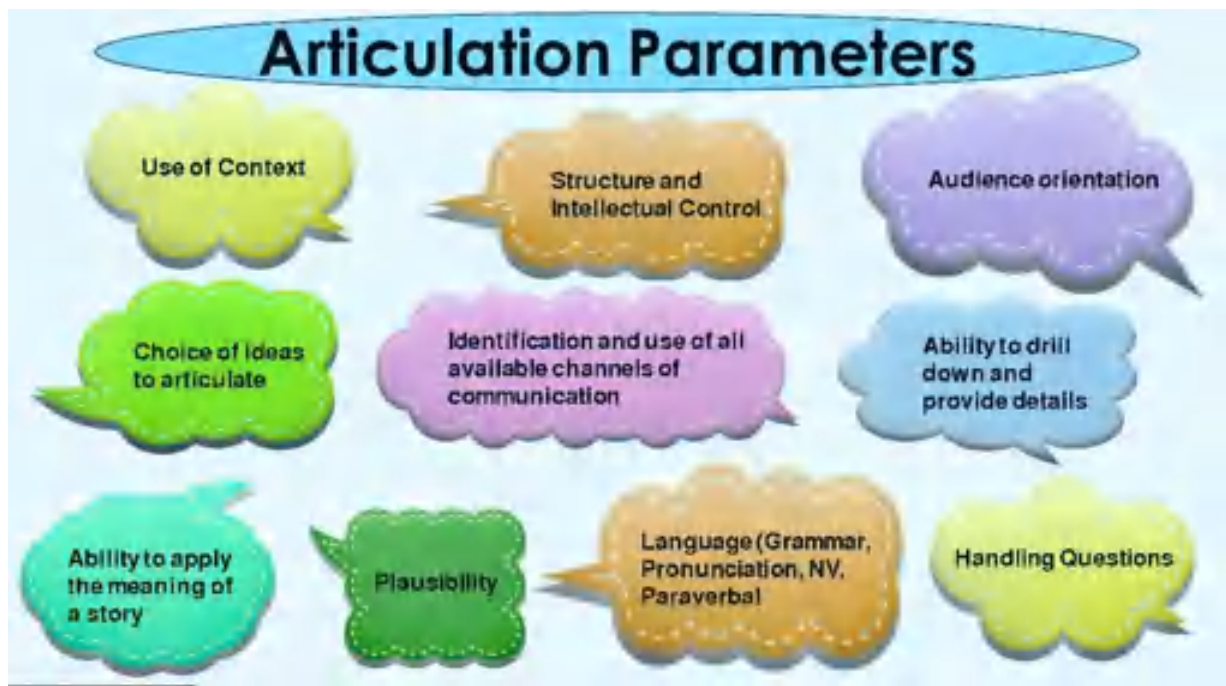 Articulation Parameters
Use of Context
Structure and
Intellectual Control
Audience orientation
Choice of ideas
to articulate
Identification and use of all
available channels of
communication
Ability to drill
down and
provide details
Ability to apply
the meaning of
a story
Plausibility
Language (Grammar,
Pronunciation, NV,
Paraverbal
Handling Questions